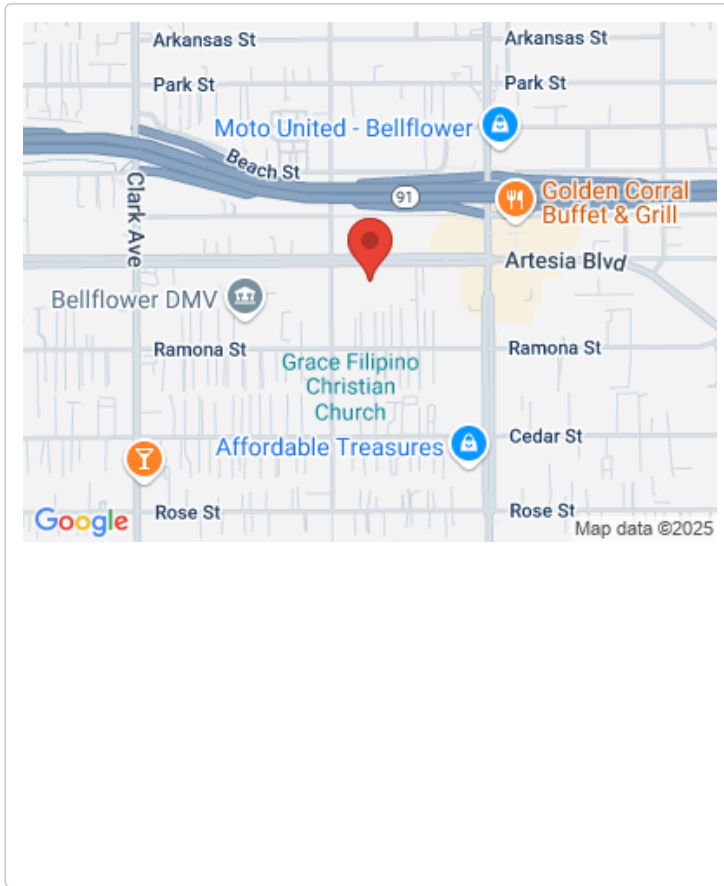 Arkansas St
Arkansas St
Park St
Park St
Moto United - Bellflower
Beach St
Clark Ave
91
Golden Corral
Buffet & Grill
Artesia Blvd
Bellflower DMV
Ramona St
Ramona St
Grace Filipino
Christian
Church
Cedar St
Affordable Treasures
Rose St
Rose St
Google
Map data ©2025